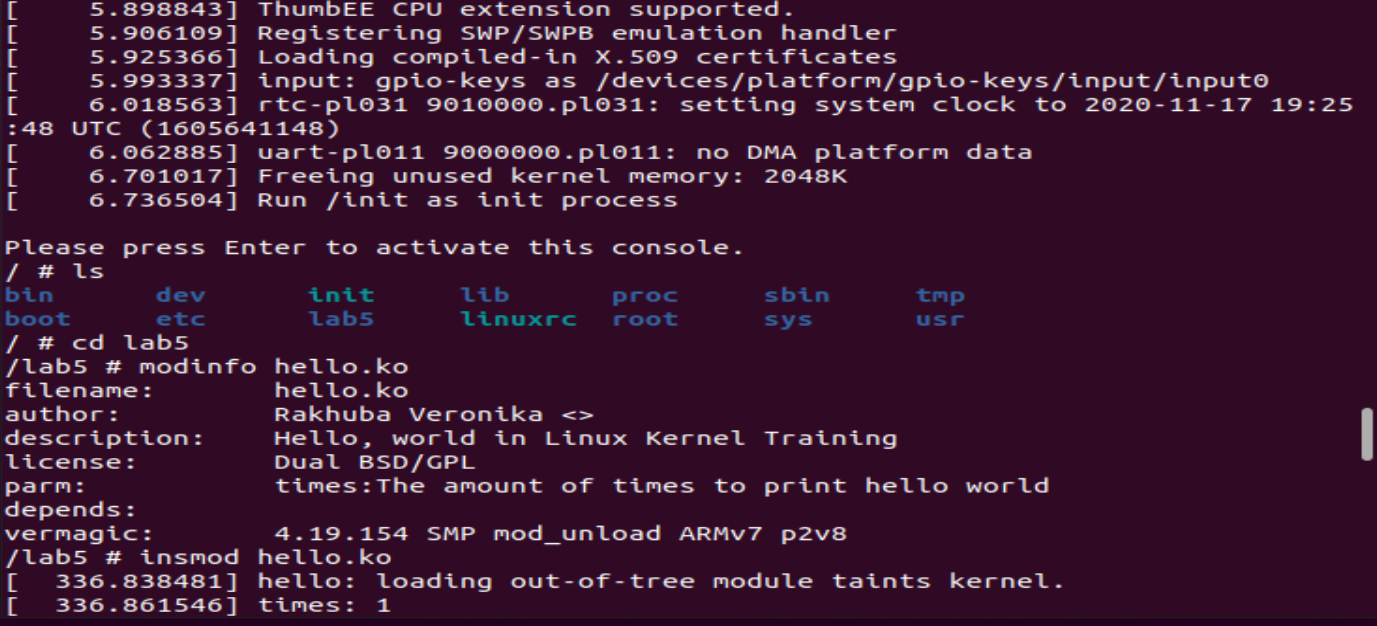 [    5.898843] ThumbEE CPU extension supported.
[    5.906109] Registering SWP/SWPB emulation handler
[    5.925366] Loading compiled-in X.509 certificates
[    5.993337] input: gpio-keys as /devices/platform/gpio-keys/input/input0
[    6.018563] rtc-pl031 9010000.pl031: setting system clock to 2020-11-17 19:25
:48 UTC (1605641148)
[    6.062885] uart-pl011 9000000.pl011: no DMA platform data
[    6.701017] Freeing unused kernel memory: 2048K
[    6.736504] Run /init as init process

Please press Enter to activate this console.
/ # ls
bin      dev      init     lib      proc     sbin     tmp
boot     etc      lab5     linuxrc  root     sys      usr
/ # cd lab5
/lab5 # modinfo hello.ko
filename:       hello.ko
author:         Rakhuba Veronika <>
description:    Hello, world in Linux Kernel Training
license:        Dual BSD/GPL
parm:           times:The amount of times to print hello world
depends:
vermagic:       4.19.154 SMP mod_unload ARMv7 p2v8
/lab5 # insmod hello.ko
[  336.838481] hello: loading out-of-tree module taints kernel.
[  336.861546] times: 1